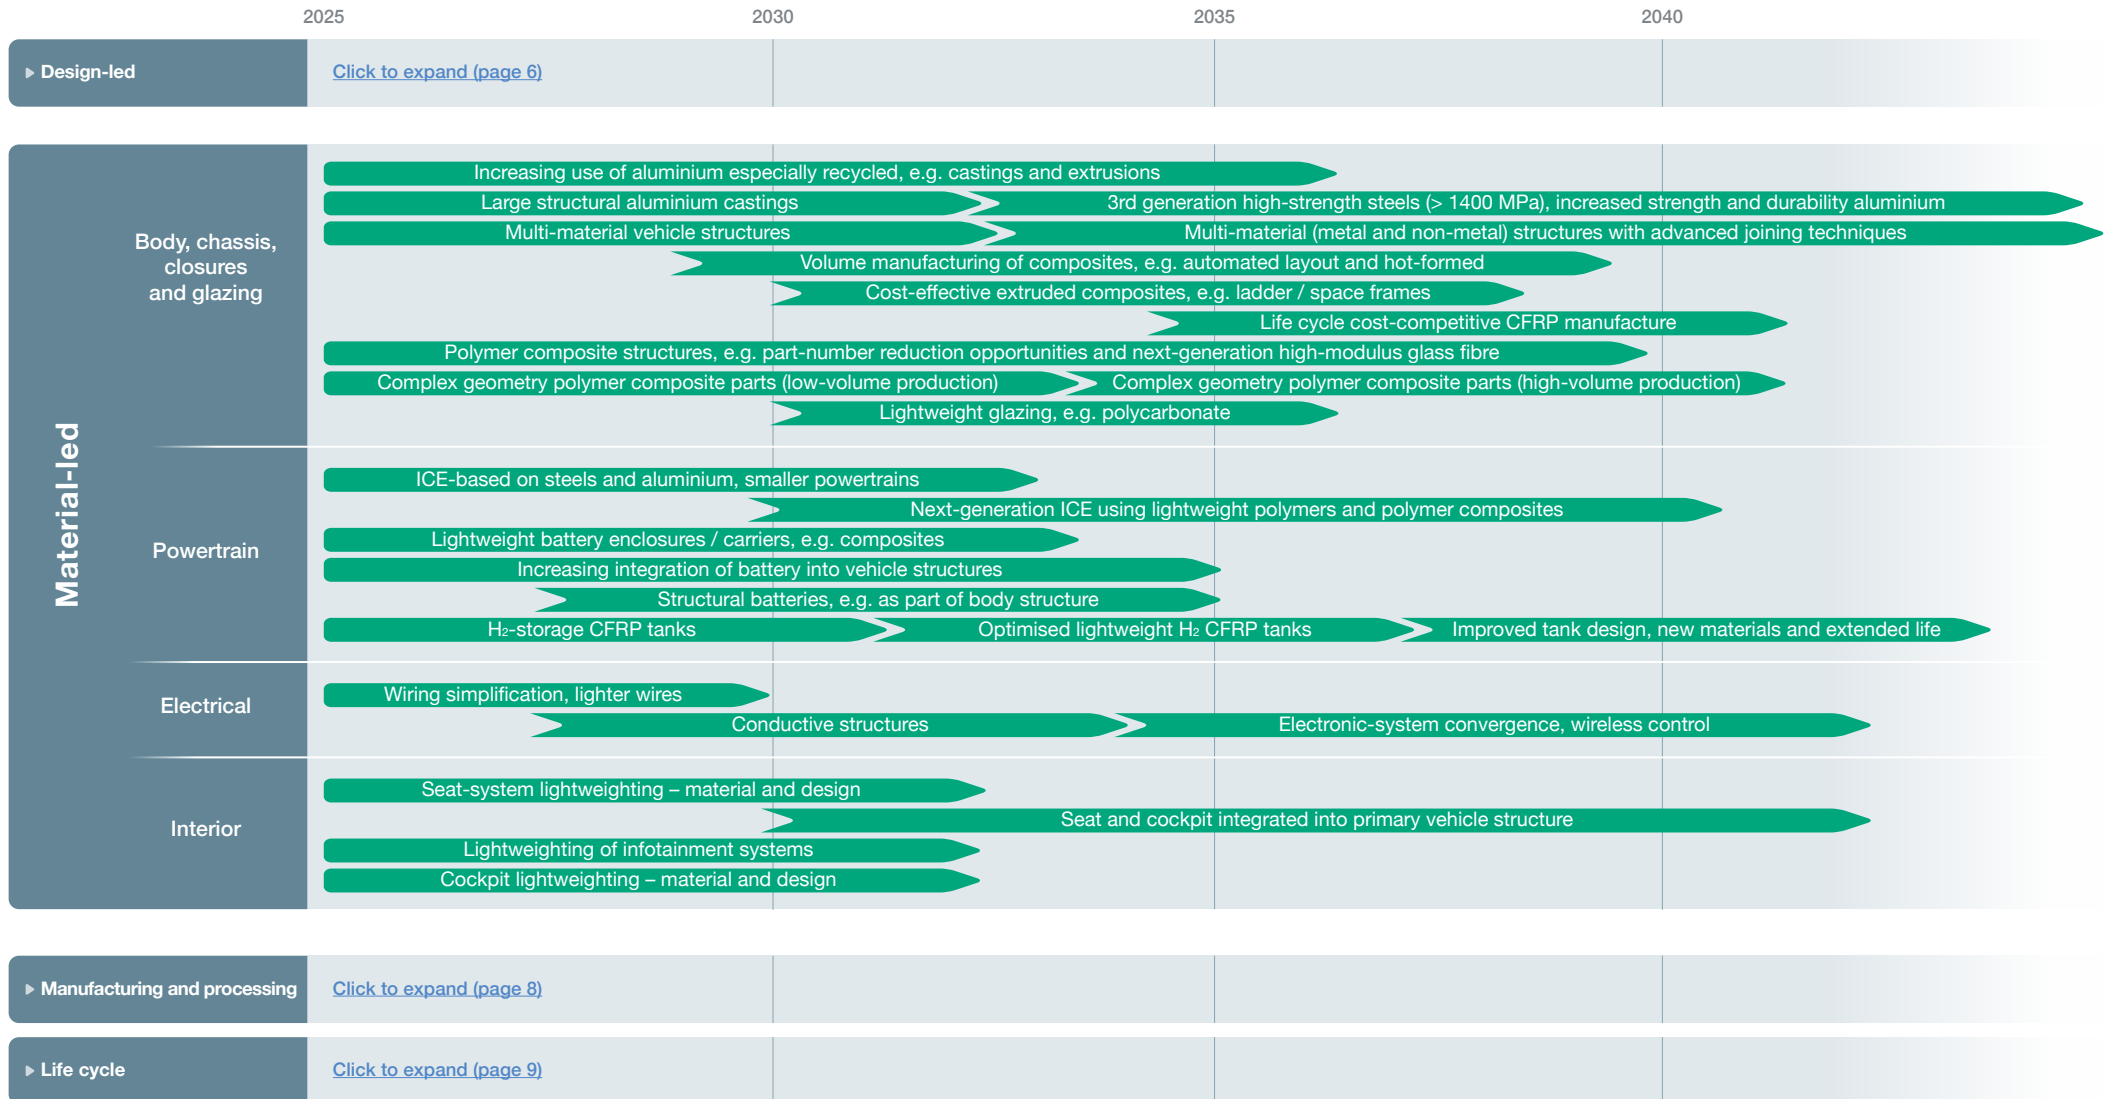 2025 2030 2035 2040
Design-led
Click to expand (page 6)
Material-led
Body, chassis,
closures
and glazing
Increasing use of aluminium especially recycled, e.g. castings and extrusions
Large structural aluminium castings
3rd generation high-strength steels (> 1400 MPa), increased strength and durability aluminium
Multi-material vehicle structures
Multi-material (metal and non-metal) structures with advanced joining techniques
Volume manufacturing of composites, e.g. automated layout and hot-formed
Cost-effective extruded composites, e.g. ladder / space frames
Life cycle cost-competitive CFRP manufacture
Polymer composite structures, e.g. part-number reduction opportunities and next-generation high-modulus glass fibre
Complex geometry polymer composite parts (low-volume production)
Complex geometry polymer composite parts (high-volume production)
Lightweight glazing, e.g. polycarbonate
Powertrain
ICE-based on steels and aluminium, smaller powertrains
Next-generation ICE using lightweight polymers and polymer composites
Lightweight battery enclosures / carriers, e.g. composites
Increasing integration of battery into vehicle structures
Structural batteries, e.g. as part of body structure
H₂-storage CFRP tanks
Optimised lightweight H₂ CFRP tanks
Improved tank design, new materials and extended life
Electrical
Wiring simplification, lighter wires
Conductive structures
Electronic-system convergence, wireless control
Interior
Seat-system lightweighting – material and design
Seat and cockpit integrated into primary vehicle structure
Lightweighting of infotainment systems
Cockpit lightweighting – material and design
Manufacturing and processing
Click to expand (page 8)
Life cycle
Click to expand (page 9)